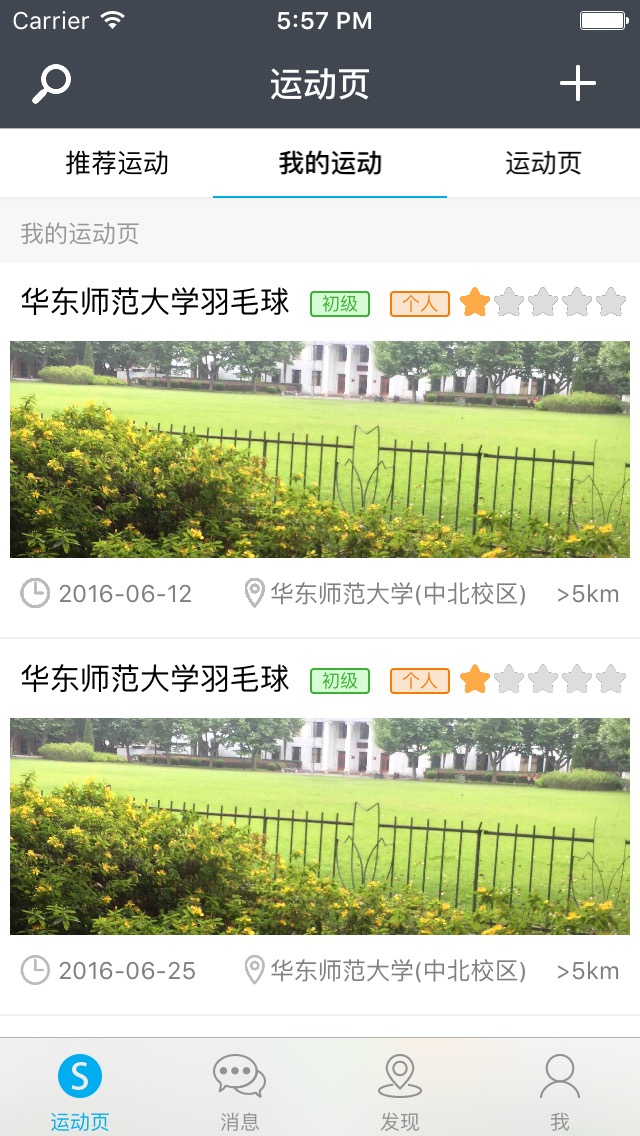 Carrier 5:57 PM
运动页
推荐运动 我的运动 运动页
我的运动页
华东师范大学羽毛球 初级 个人
2016-06-12 华东师范大学(中北校区) >5km
华东师范大学羽毛球 初级 个人
2016-06-25 华东师范大学(中北校区) >5km
S
运动页 消息 发现 我